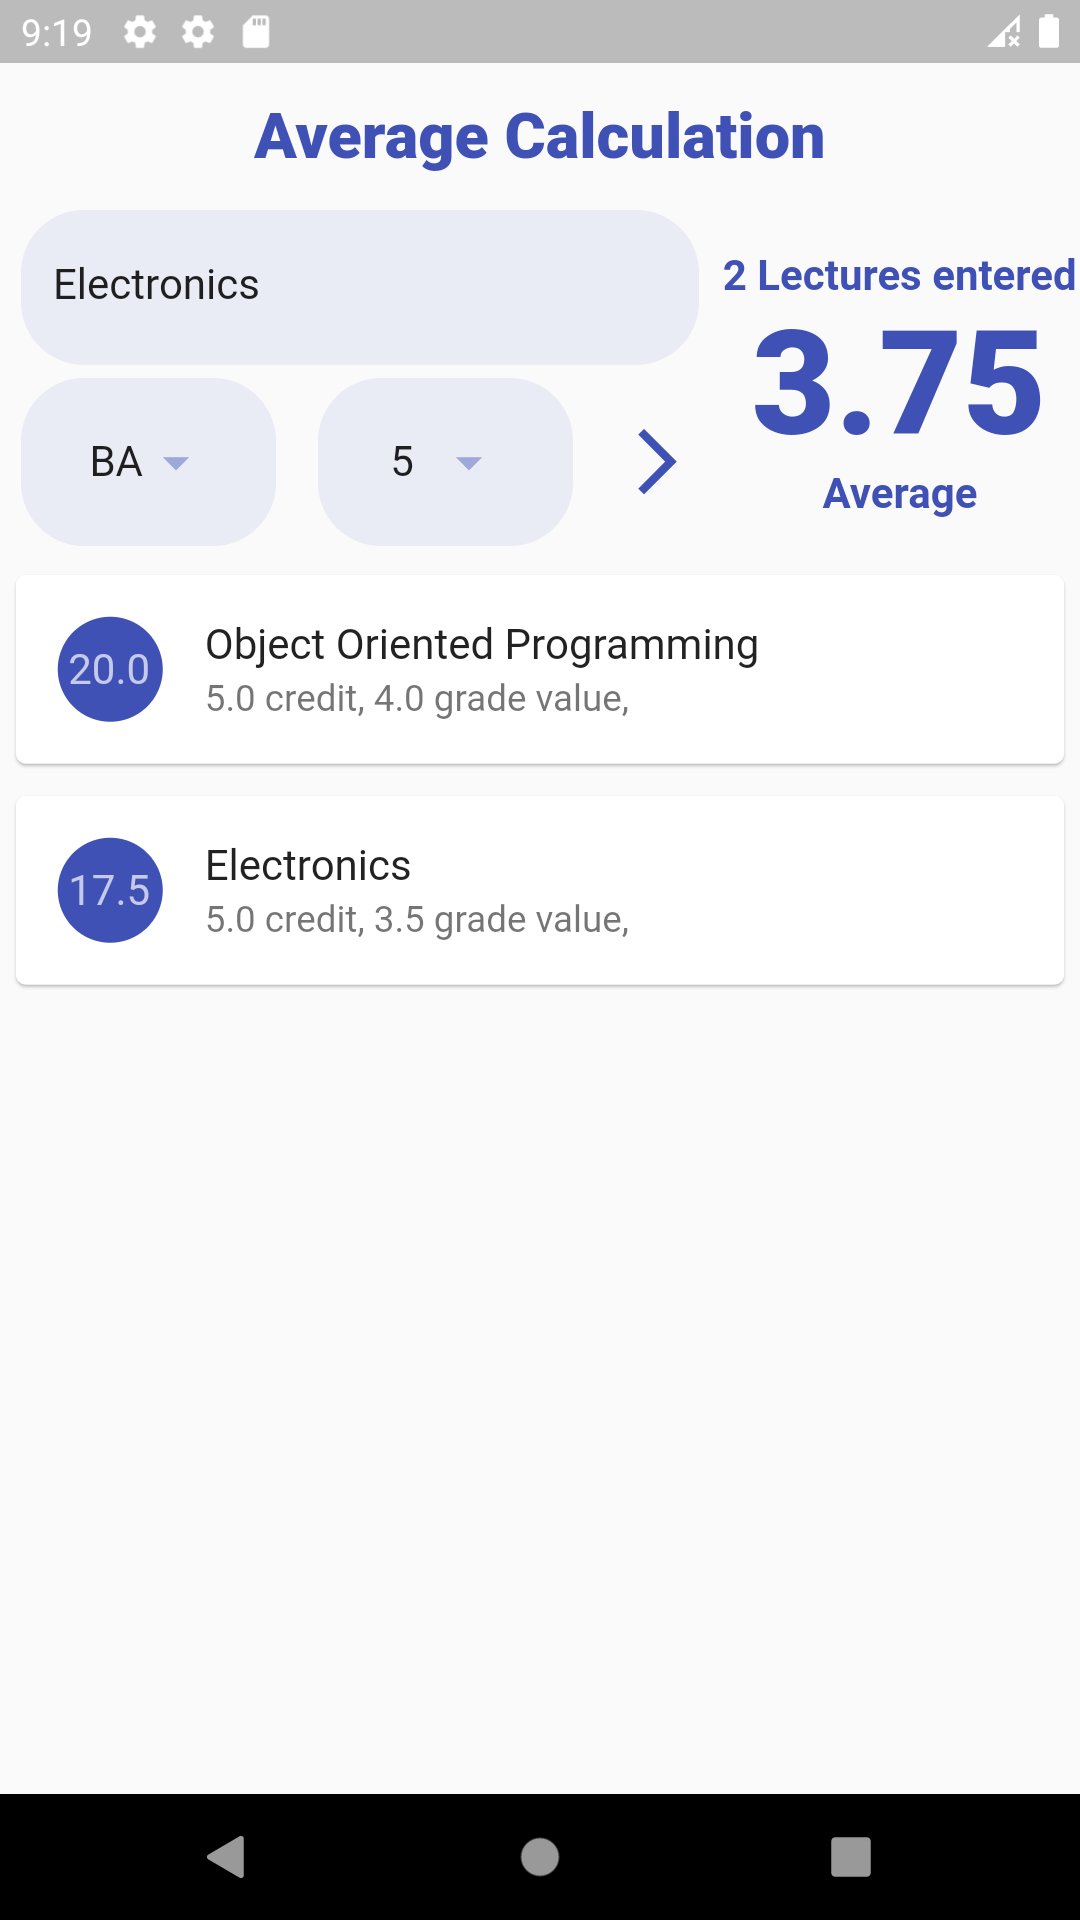 9:19
Average Calculation
Electronics
2 Lectures entered
3.75
Average
BA
5
20.0
Object Oriented Programming
5.0 credit, 4.0 grade value,
17.5
Electronics
5.0 credit, 3.5 grade value,